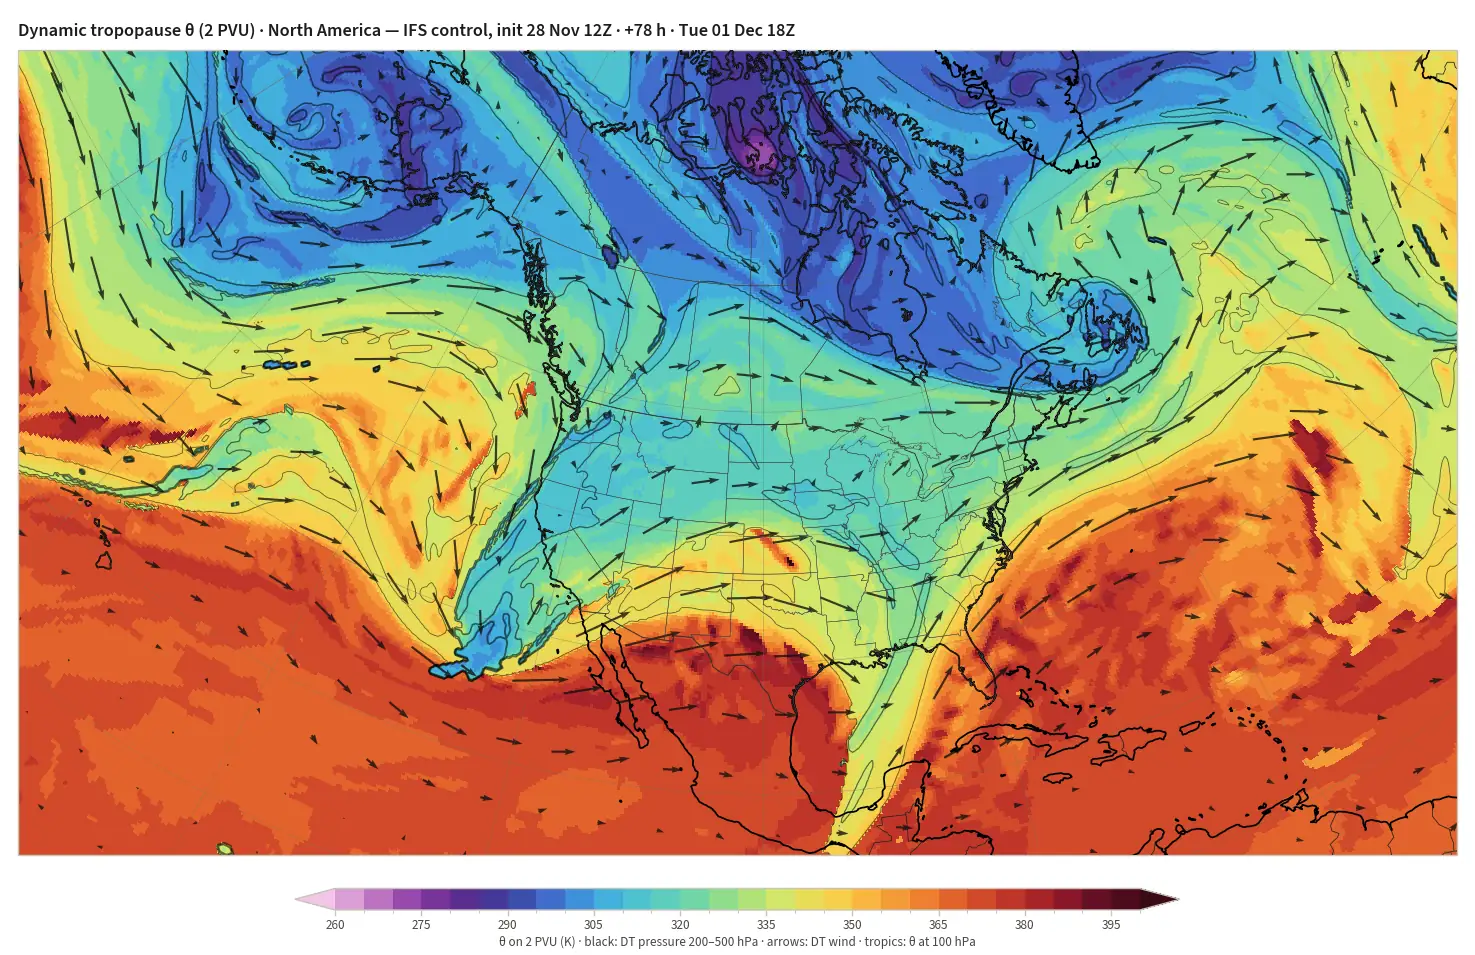 Dynamic tropopause θ (2 PVU) · North America — IFS control, init 28 Nov 12Z · +78 h · Tue 01 Dec 18Z
260 275 290 305 320 335 350 365 380 395
θ on 2 PVU (K) · black: DT pressure 200–500 hPa · arrows: DT wind · tropics: θ at 100 hPa